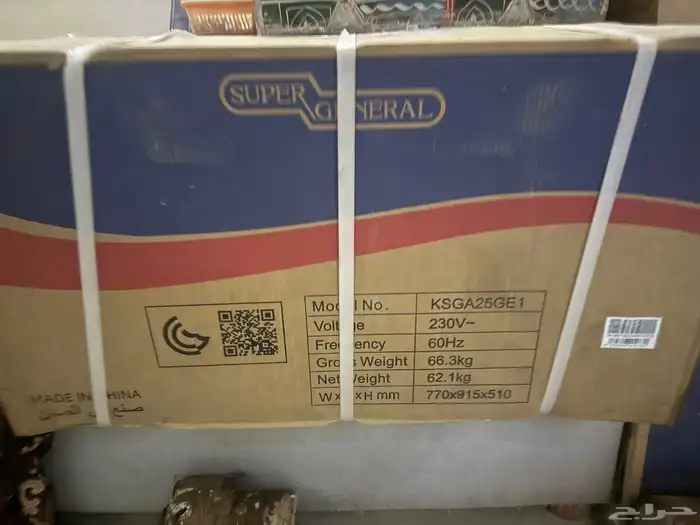 SUPER
GENERAL
Model No. KSGA25GE1
Voltage 230V~
Frequency 60Hz
Gross Weight 66.3kg
Net Weight 62.1kg
WxDxH mm 770x915x510
MADE IN CHINA
صنع في الصين
حراج